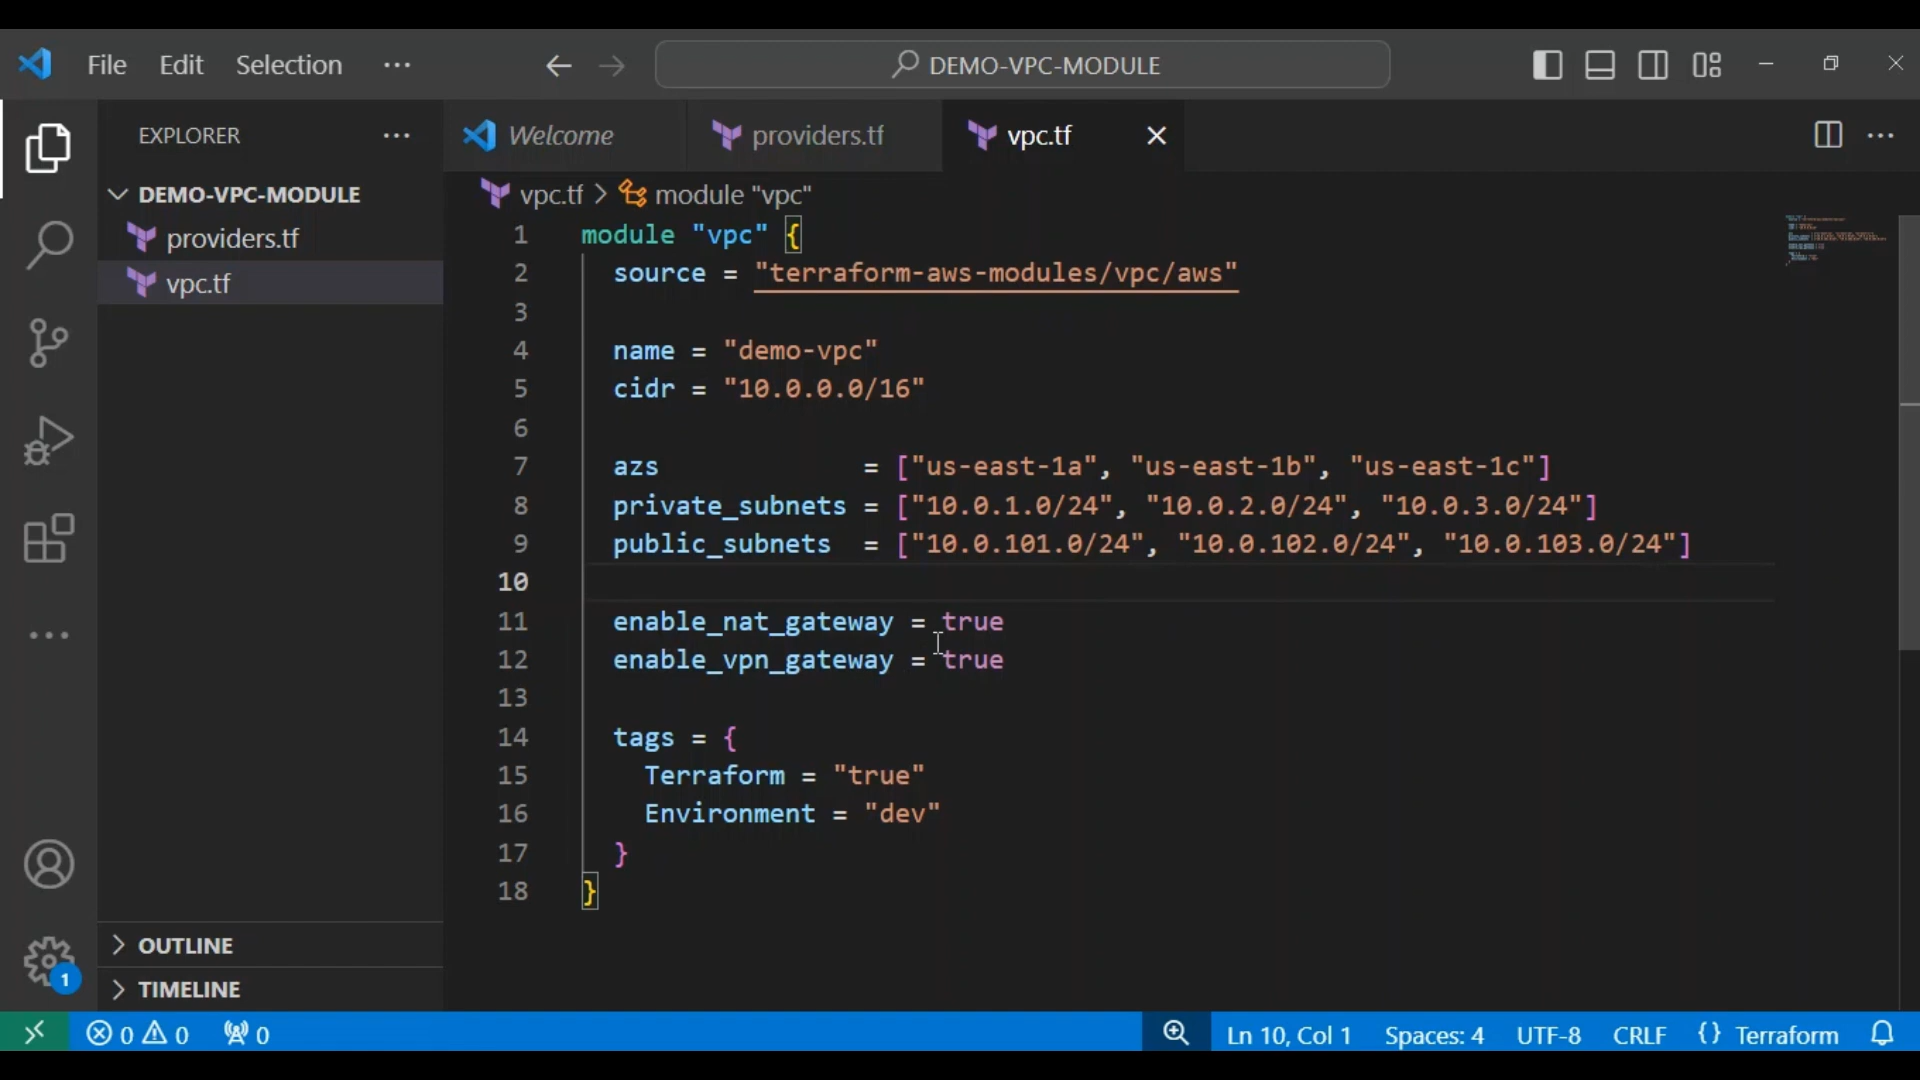 File Edit Selection ··· DEMO-VPC-MODULE
EXPLORER ···
DEMO-VPC-MODULE
providers.tf
vpc.tf
OUTLINE
TIMELINE
Welcome providers.tf vpc.tf
vpc.tf > module "vpc"
1 module "vpc" {
2 source = "terraform-aws-modules/vpc/aws"
3
4 name = "demo-vpc"
5 cidr = "10.0.0.0/16"
6
7 azs = ["us-east-1a", "us-east-1b", "us-east-1c"]
8 private_subnets = ["10.0.1.0/24", "10.0.2.0/24", "10.0.3.0/24"]
9 public_subnets = ["10.0.101.0/24", "10.0.102.0/24", "10.0.103.0/24"]
10
11 enable_nat_gateway = true
12 enable_vpn_gateway = true
13
14 tags = {
15 Terraform = "true"
16 Environment = "dev"
17 }
18 }
1
0 0 0 Ln 10, Col 1 Spaces: 4 UTF-8 CRLF {} Terraform